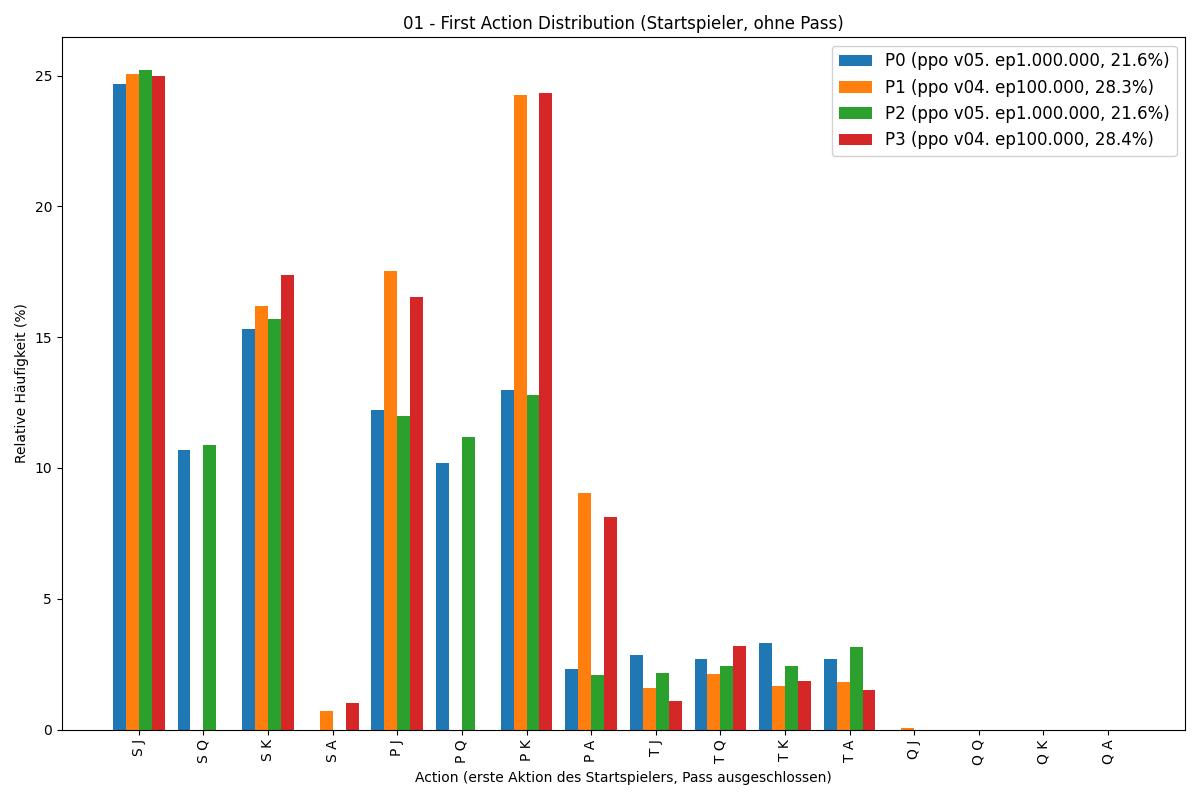 01 - First Action Distribution (Startspieler, ohne Pass)
P0 (ppo v05. ep1.000.000, 21.6%)
P1 (ppo v04. ep100.000, 28.3%)
P2 (ppo v05. ep1.000.000, 21.6%)
P3 (ppo v04. ep100.000, 28.4%)
Relative Häufigkeit (%)
25
20
15
10
5
0
S J
S Q
S K
S A
P J
P Q
P K
P A
T J
T Q
T K
T A
Q J
Q Q
Q K
Q A
Action (erste Aktion des Startspielers, Pass ausgeschlossen)